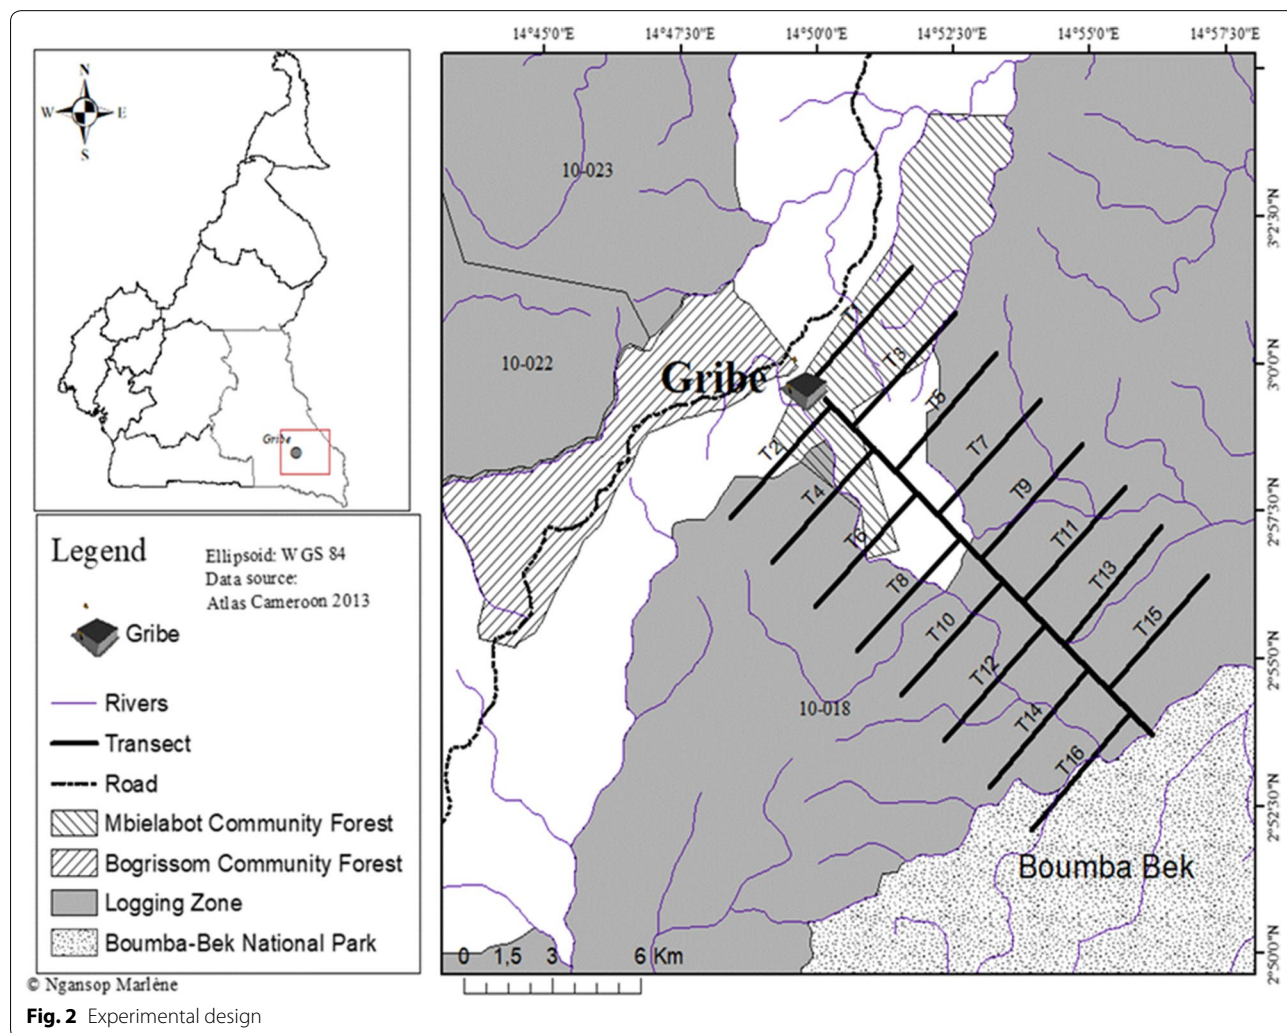 14°45'0"E
14°47'30"E
14°50'0"E
14°52'30"E
14°55'0"E
14°57'30"E
N
W
E
S
Gribe
Legend
Ellipsoid: WGS 84
Data source:
Atlas Cameroon 2013
Gribe
Rivers
Transect
Road
Mbielabot Community Forest
Bogrissom Community Forest
Logging Zone
Boumba-Bek National Park
© Ngansop Marlène
10-023
10-022
Gribe
T1
T3
T5
T7
T9
T11
T13
T15
T2
T4
T6
T8
T10
T12
T14
T16
10-018
Boumba Bek
0 1,5 3 6 Km
3°2'30"N
3°0'0"N
2°57'30"N
2°55'0"N
2°52'30"N
2°50'0"N
Fig. 2 Experimental design